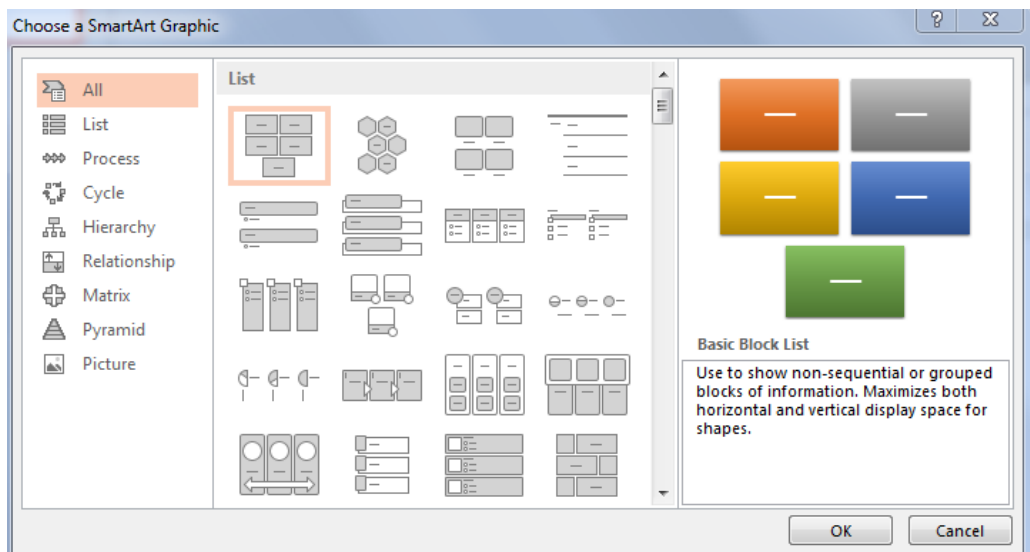 Choose a SmartArt Graphic
All
List
Process
Cycle
Hierarchy
Relationship
Matrix
Pyramid
Picture
List
Basic Block List
Use to show non-sequential or grouped
blocks of information. Maximizes both
horizontal and vertical display space for
shapes.
OK
Cancel